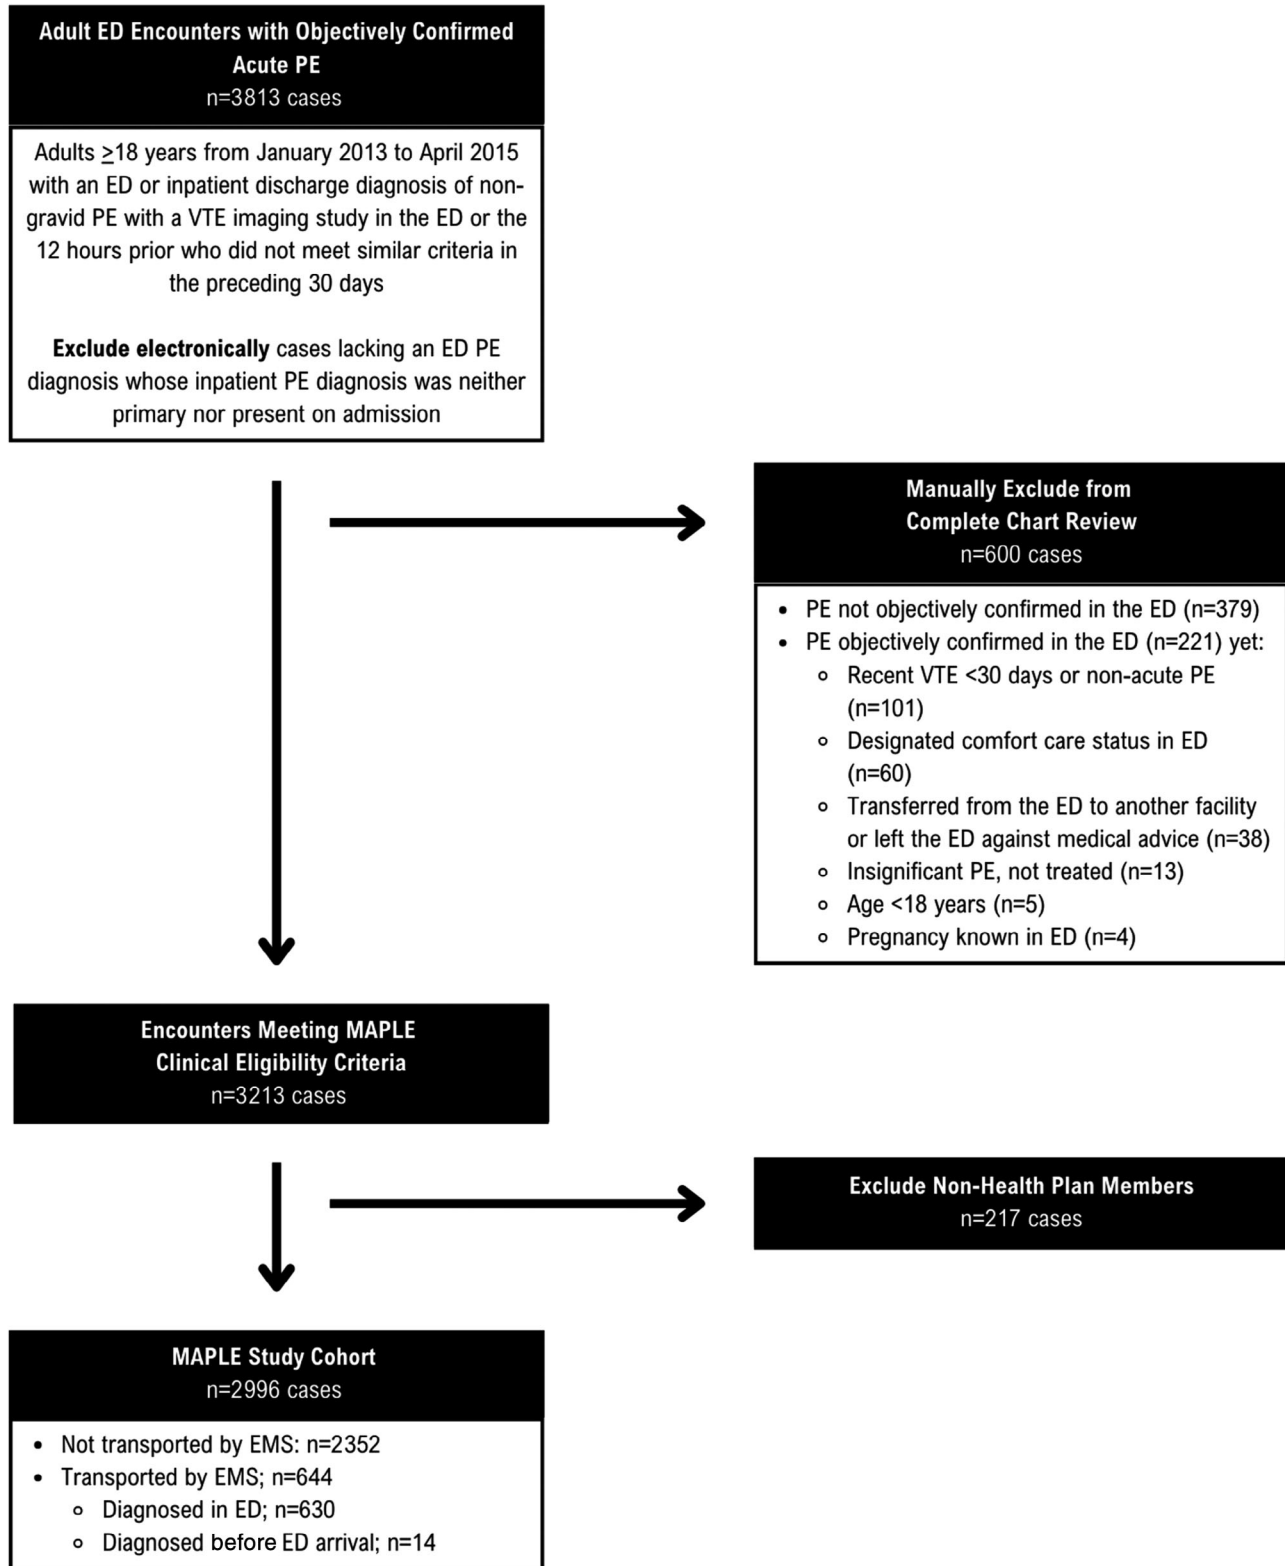 Adult ED Encounters with Objectively Confirmed
Acute PE
n=3813 cases
Adults ≥18 years from January 2013 to April 2015
with an ED or inpatient discharge diagnosis of non-
gravid PE with a VTE imaging study in the ED or the
12 hours prior who did not meet similar criteria in
the preceding 30 days
Exclude electronically cases lacking an ED PE
diagnosis whose inpatient PE diagnosis was neither
primary nor present on admission
Manually Exclude from
Complete Chart Review
n=600 cases
• PE not objectively confirmed in the ED (n=379)
• PE objectively confirmed in the ED (n=221) yet:
○ Recent VTE <30 days or non-acute PE
(n=101)
○ Designated comfort care status in ED
(n=60)
○ Transferred from the ED to another facility
or left the ED against medical advice (n=38)
○ Insignificant PE, not treated (n=13)
○ Age <18 years (n=5)
○ Pregnancy known in ED (n=4)
Encounters Meeting MAPLE
Clinical Eligibility Criteria
n=3213 cases
Exclude Non-Health Plan Members
n=217 cases
MAPLE Study Cohort
n=2996 cases
• Not transported by EMS: n=2352
• Transported by EMS; n=644
○ Diagnosed in ED; n=630
○ Diagnosed before ED arrival; n=14